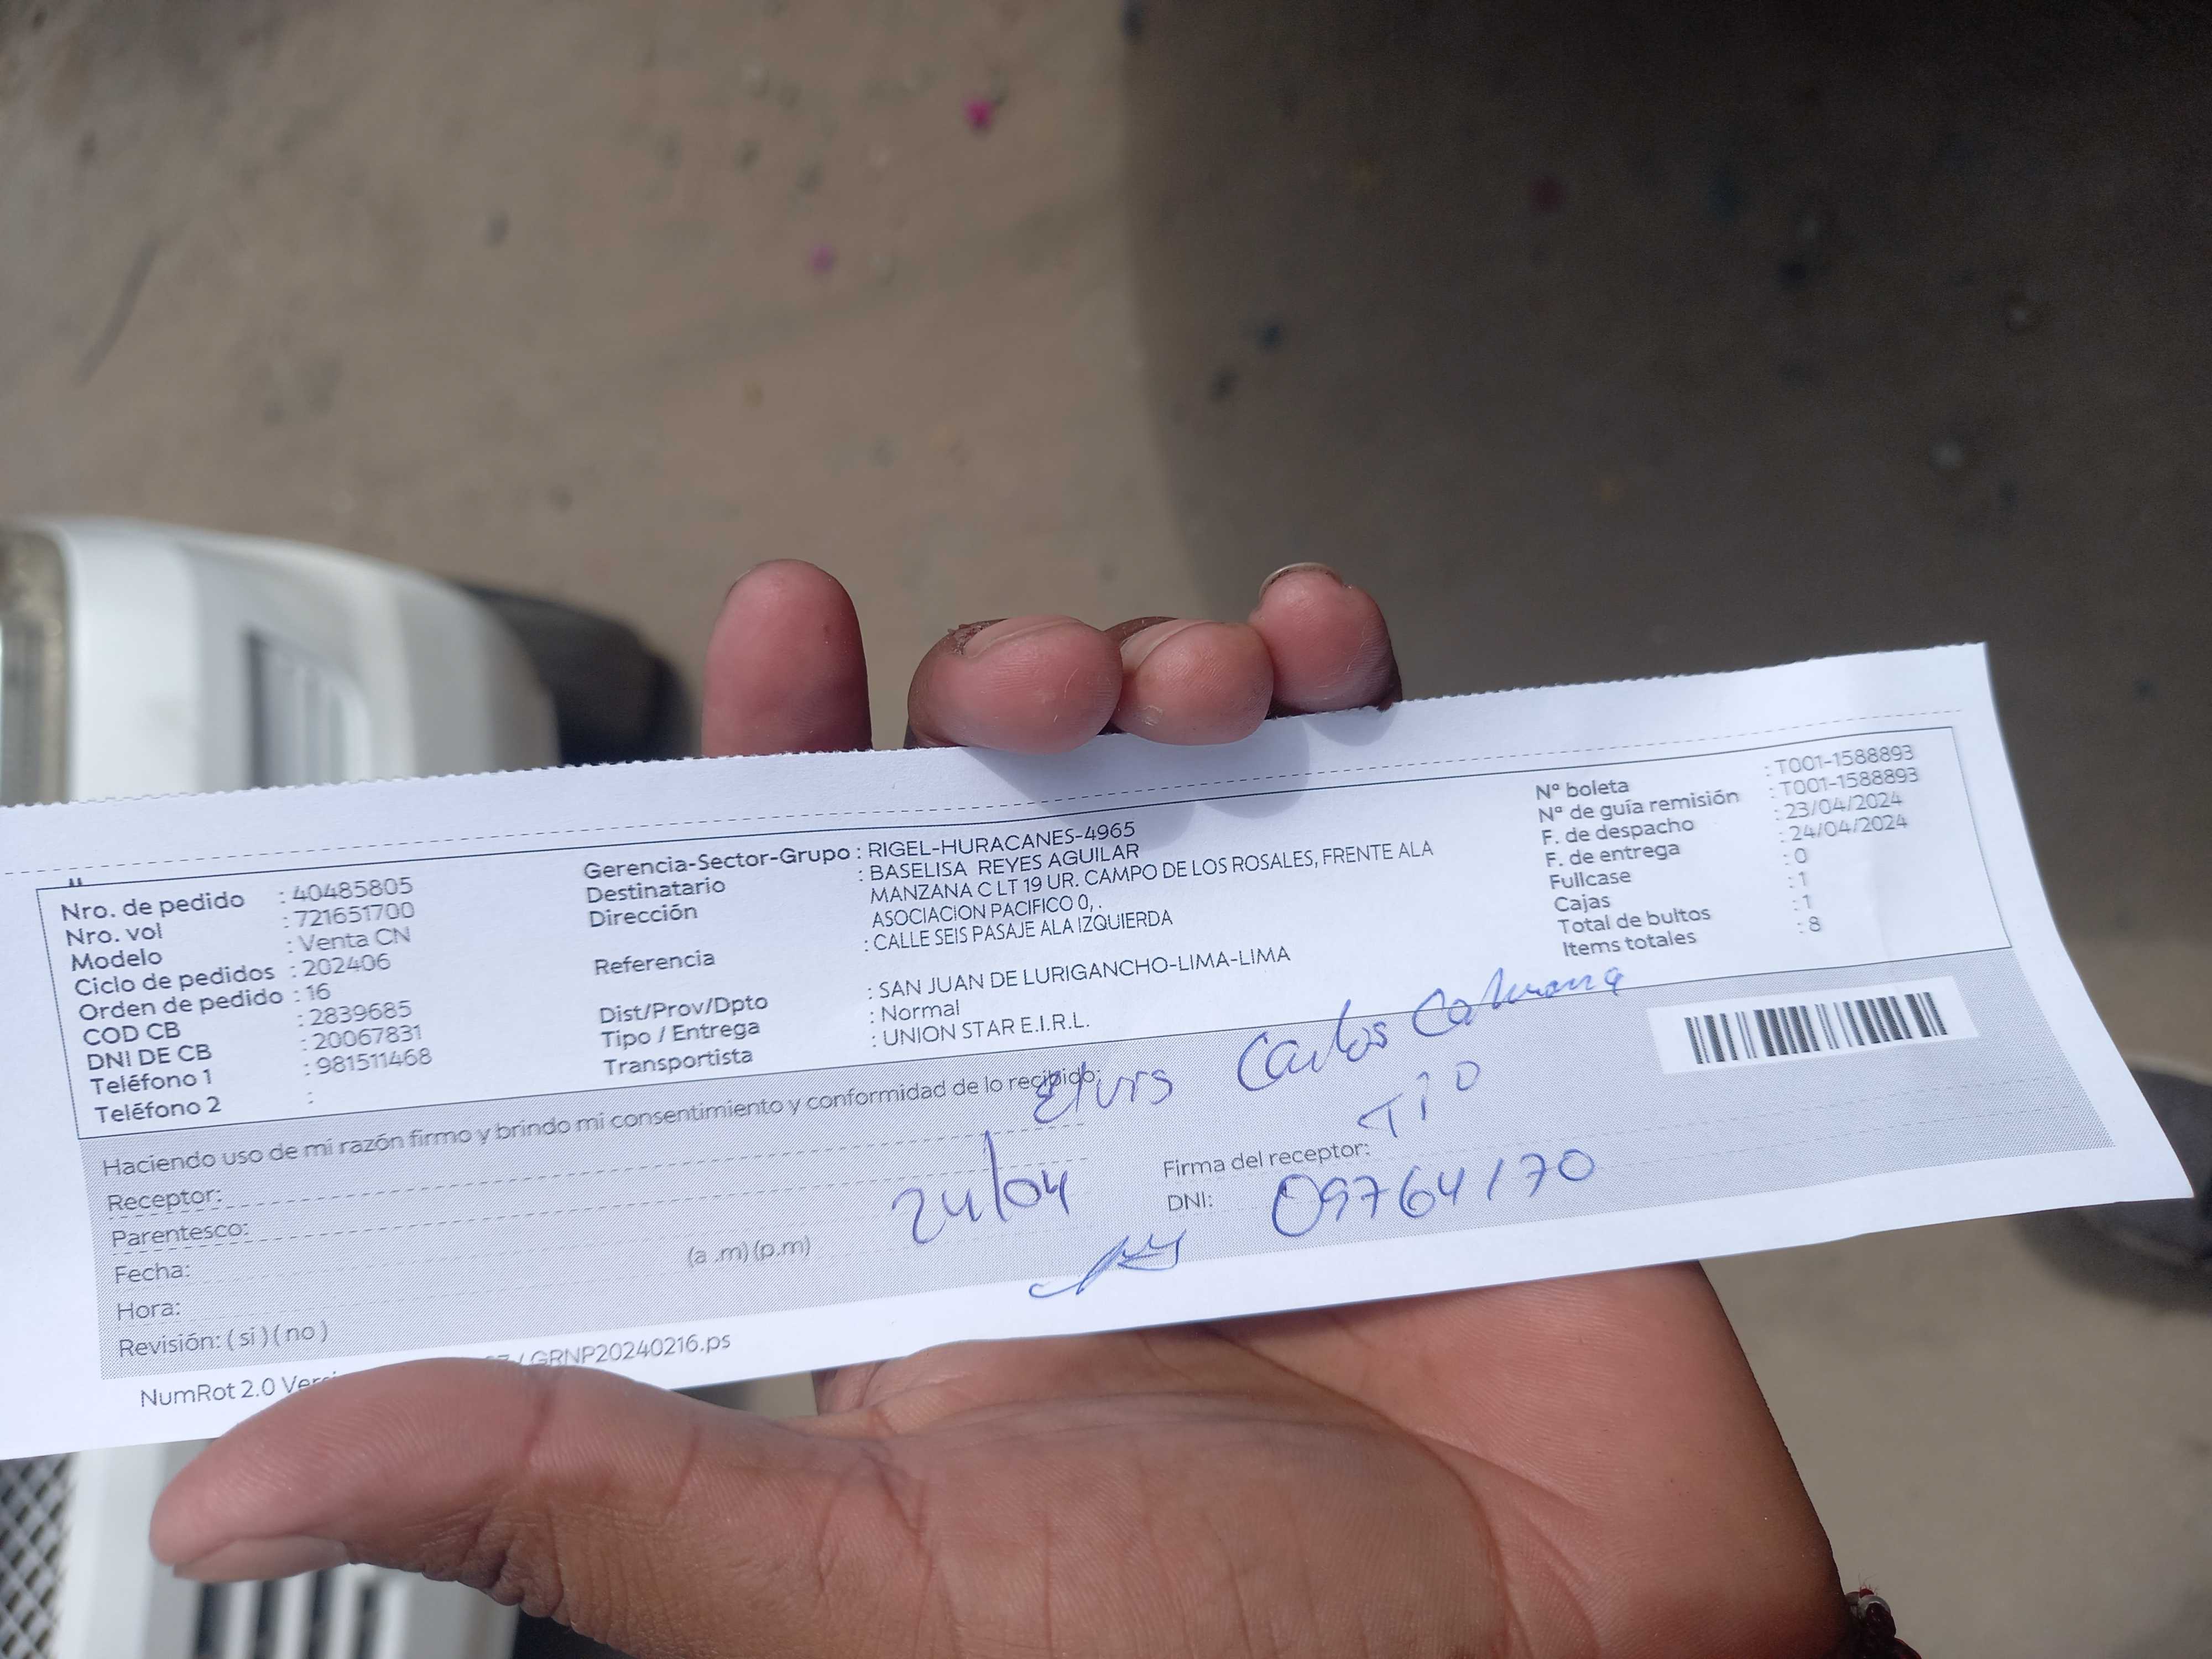 Nro. de pedido : 40485805
Nro. vol : 721651700
Modelo : Venta CN
Ciclo de pedidos : 202406
Orden de pedido : 16
COD CB : 2839685
DNI DE CB : 20067831
Teléfono 1 : 981511468
Teléfono 2 :
Gerencia-Sector-Grupo : RIGEL-HURACANES-4965
Destinatario : BASELISA REYES AGUILAR
Dirección MANZANA C LT 19 UR. CAMPO DE LOS ROSALES, FRENTE ALA
ASOCIACION PACIFICO 0, .
Referencia : CALLE SEIS PASAJE ALA IZQUIERDA
Dist/Prov/Dpto : SAN JUAN DE LURIGANCHO-LIMA-LIMA
Tipo / Entrega : Normal
Transportista : UNION STAR E.I.R.L.
Nº boleta : T001-1588893
Nº de guía remisión : T001-1588893
F. de despacho : 23/04/2024
F. de entrega : 24/04/2024
Fullcase : 0
Cajas : 1
Total de bultos : 1
Items totales : 8
Haciendo uso de mi razón firmo y brindo mi consentimiento y conformidad de lo recibido:
Receptor: Elvis Carlos
Parentesco: Tio
Fecha: 24/04
Hora: (a .m) (p.m)
Revisión: ( si ) ( no )
Firma del receptor:
DNI: 09764170
NumRot 2.0 / GRNP20240216.ps